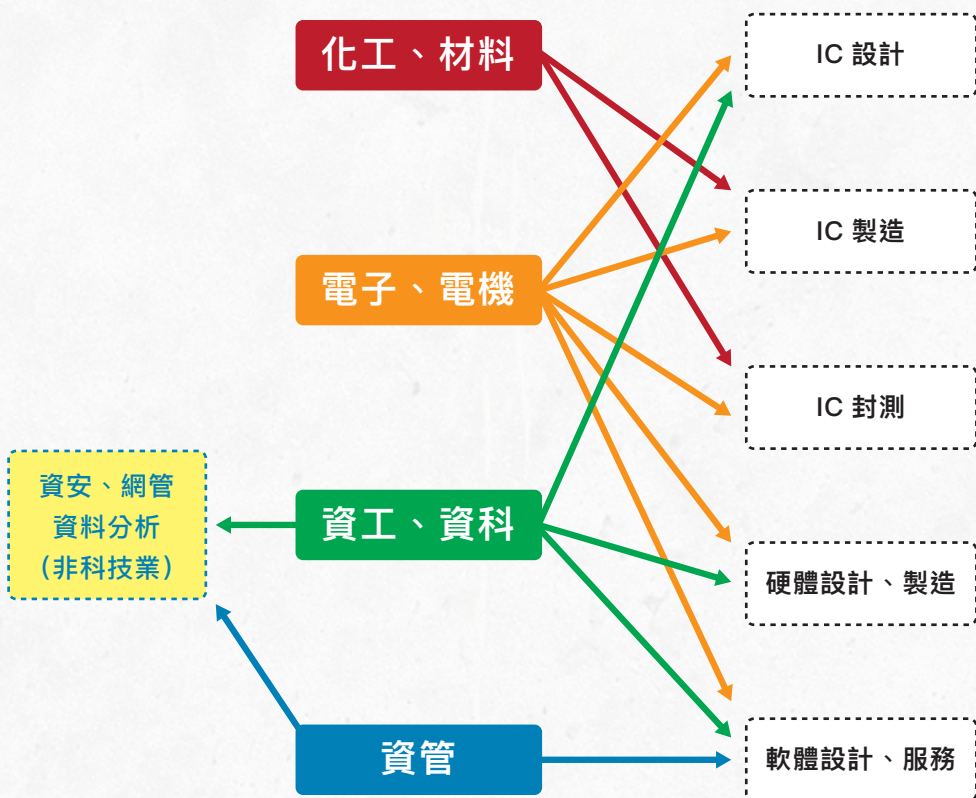 化工、材料
IC 設計
IC 製造
電子、電機
IC 封測
資安、網管
資料分析
(非科技業)
資工、資科
硬體設計、製造
資管
軟體設計、服務